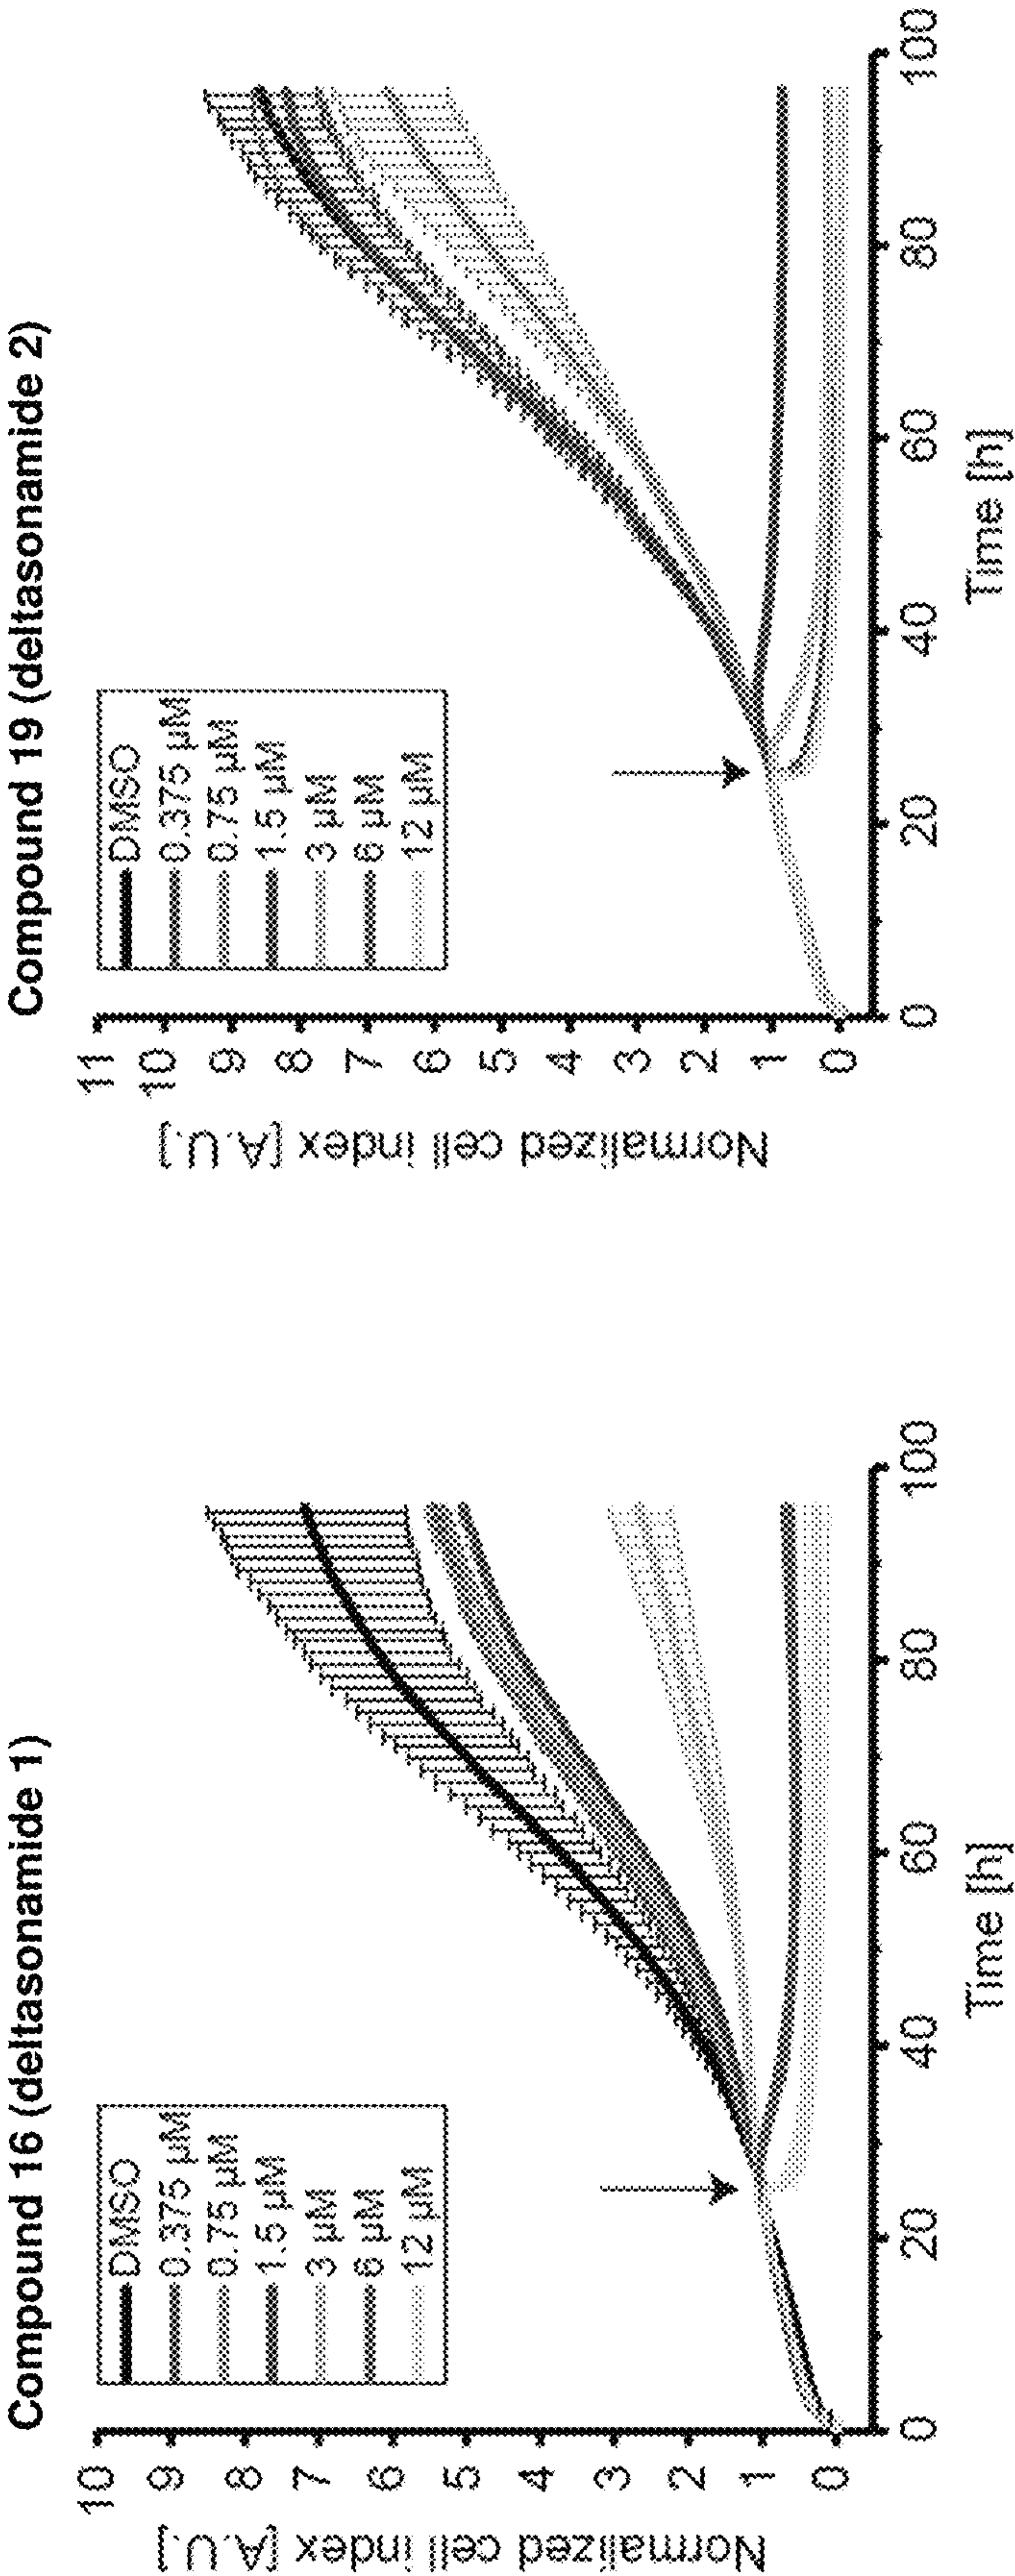 Compound 16 (deltasonamide 1)
Normalized cell index [A.U.]
10
9
8
7
6
5
4
3
2
1
0
DMSO
0.375 µM
0.75 µM
1.5 µM
3 µM
6 µM
12 µM
0
20
40
60
80
100
Time [h]
Compound 19 (deltasonamide 2)
Normalized cell index [A.U.]
11
10
9
8
7
6
5
4
3
2
1
0
DMSO
0.375 µM
0.75 µM
1.5 µM
3 µM
6 µM
12 µM
0
20
40
60
80
100
Time [h]